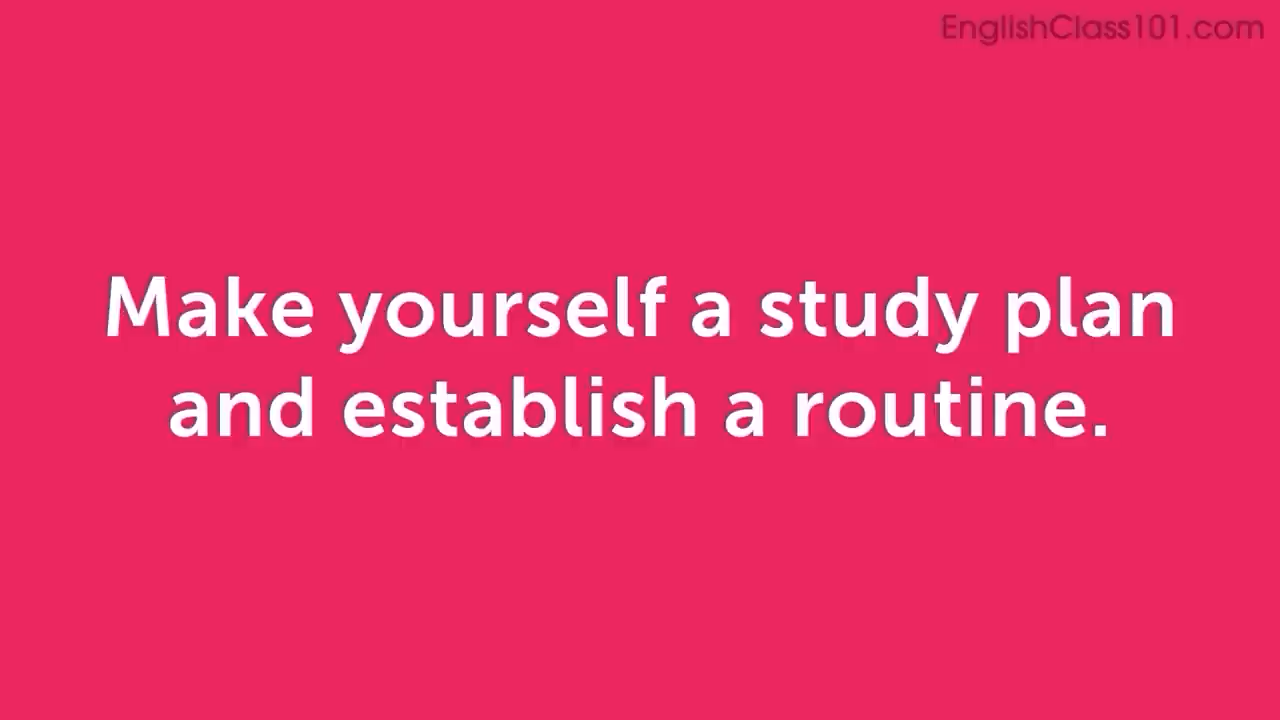 EnglishClass101.com
Make yourself a study plan
and establish a routine.